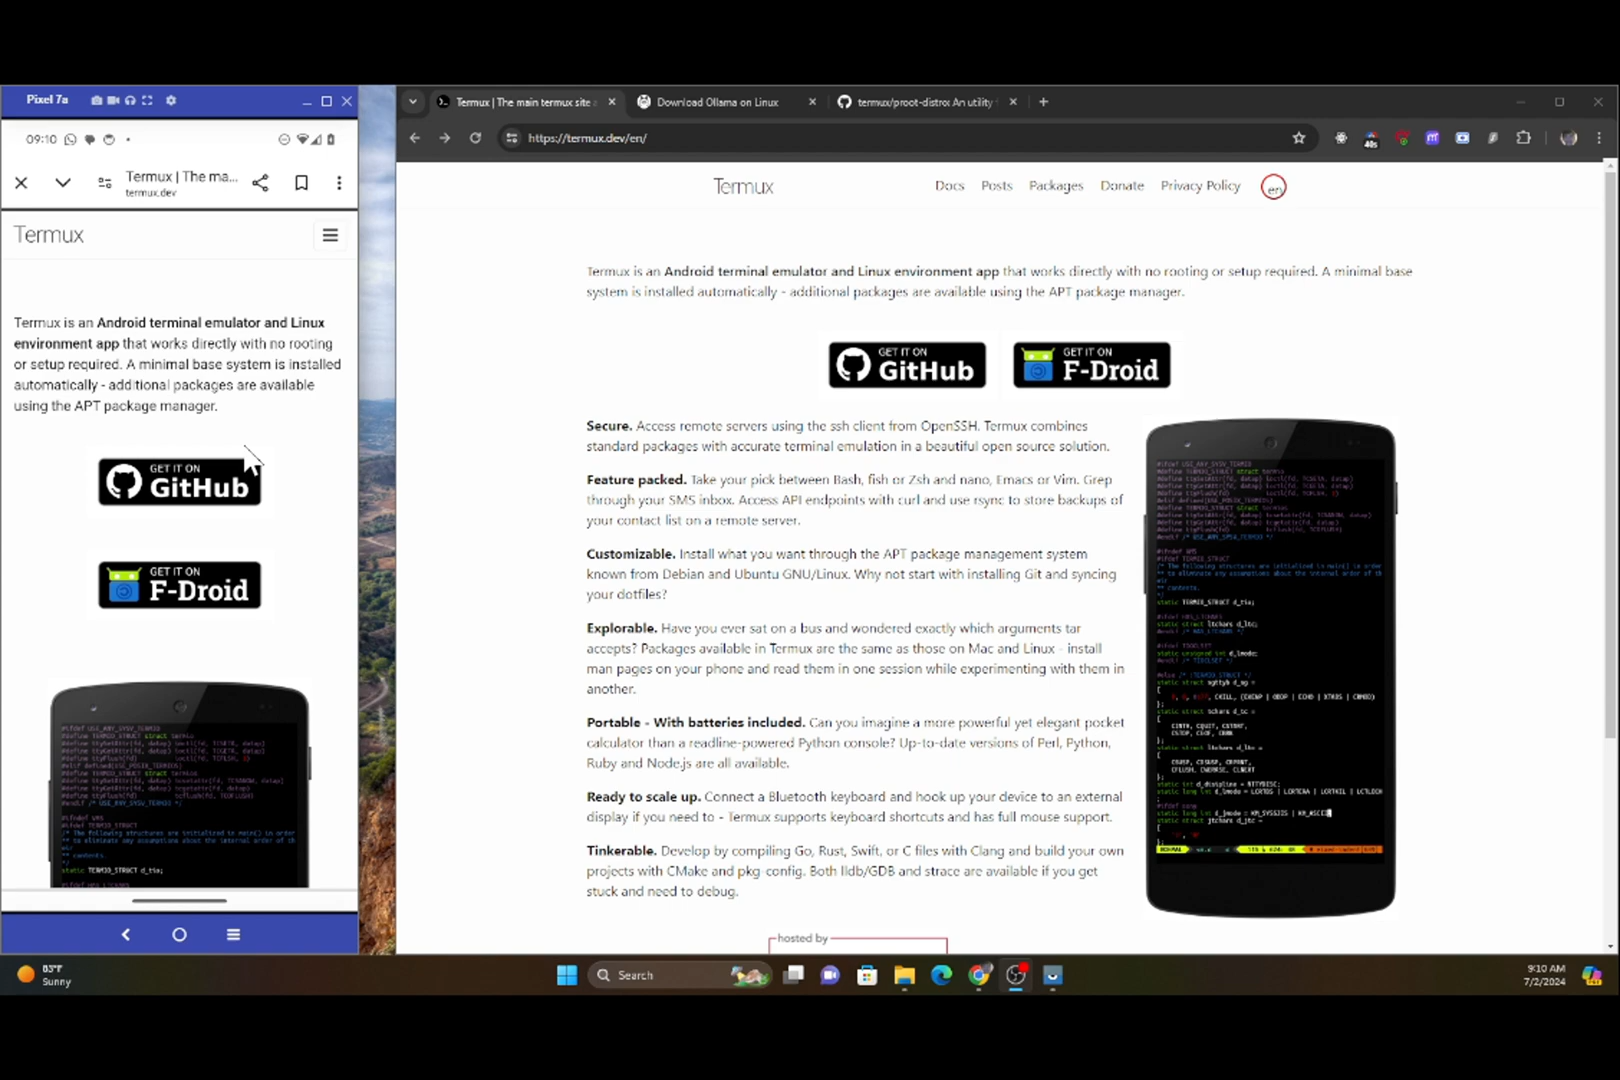 Pixel 7a
09:10
Termux | The ma...
termux.dev
Termux
Termux is an Android terminal emulator and Linux
environment app that works directly with no rooting
or setup required. A minimal base system is installed
automatically - additional packages are available
using the APT package manager.
GET IT ON
GitHub
GET IT ON
F-Droid
Termux | The main termux site
Download Ollama on Linux
termux/proot-distro: An utility
https://termux.dev/en/
40s
Termux
Docs
Posts
Packages
Donate
Privacy Policy
en
Termux is an Android terminal emulator and Linux environment app that works directly with no rooting or setup required. A minimal base
system is installed automatically - additional packages are available using the APT package manager.
GET IT ON
GitHub
GET IT ON
F-Droid
Secure. Access remote servers using the ssh client from OpenSSH. Termux combines
standard packages with accurate terminal emulation in a beautiful open source solution.
Feature packed. Take your pick between Bash, fish or Zsh and nano, Emacs or Vim. Grep
through your SMS inbox. Access API endpoints with curl and use rsync to store backups of
your contact list on a remote server.
Customizable. Install what you want through the APT package management system
known from Debian and Ubuntu GNU/Linux. Why not start with installing Git and syncing
your dotfiles?
Explorable. Have you ever sat on a bus and wondered exactly which arguments tar
accepts? Packages available in Termux are the same as those on Mac and Linux - install
man pages on your phone and read them in one session while experimenting with them in
another.
Portable - With batteries included. Can you imagine a more powerful yet elegant pocket
calculator than a readline-powered Python console? Up-to-date versions of Perl, Python,
Ruby and Node.js are all available.
Ready to scale up. Connect a Bluetooth keyboard and hook up your device to an external
display if you need to - Termux supports keyboard shortcuts and has full mouse support.
Tinkerable. Develop by compiling Go, Rust, Swift, or C files with Clang and build your own
projects with CMake and pkg-config. Both lldb/GDB and strace are available if you get
stuck and need to debug.
hosted by
83°F
Sunny
Search
9:10 AM
7/2/2024